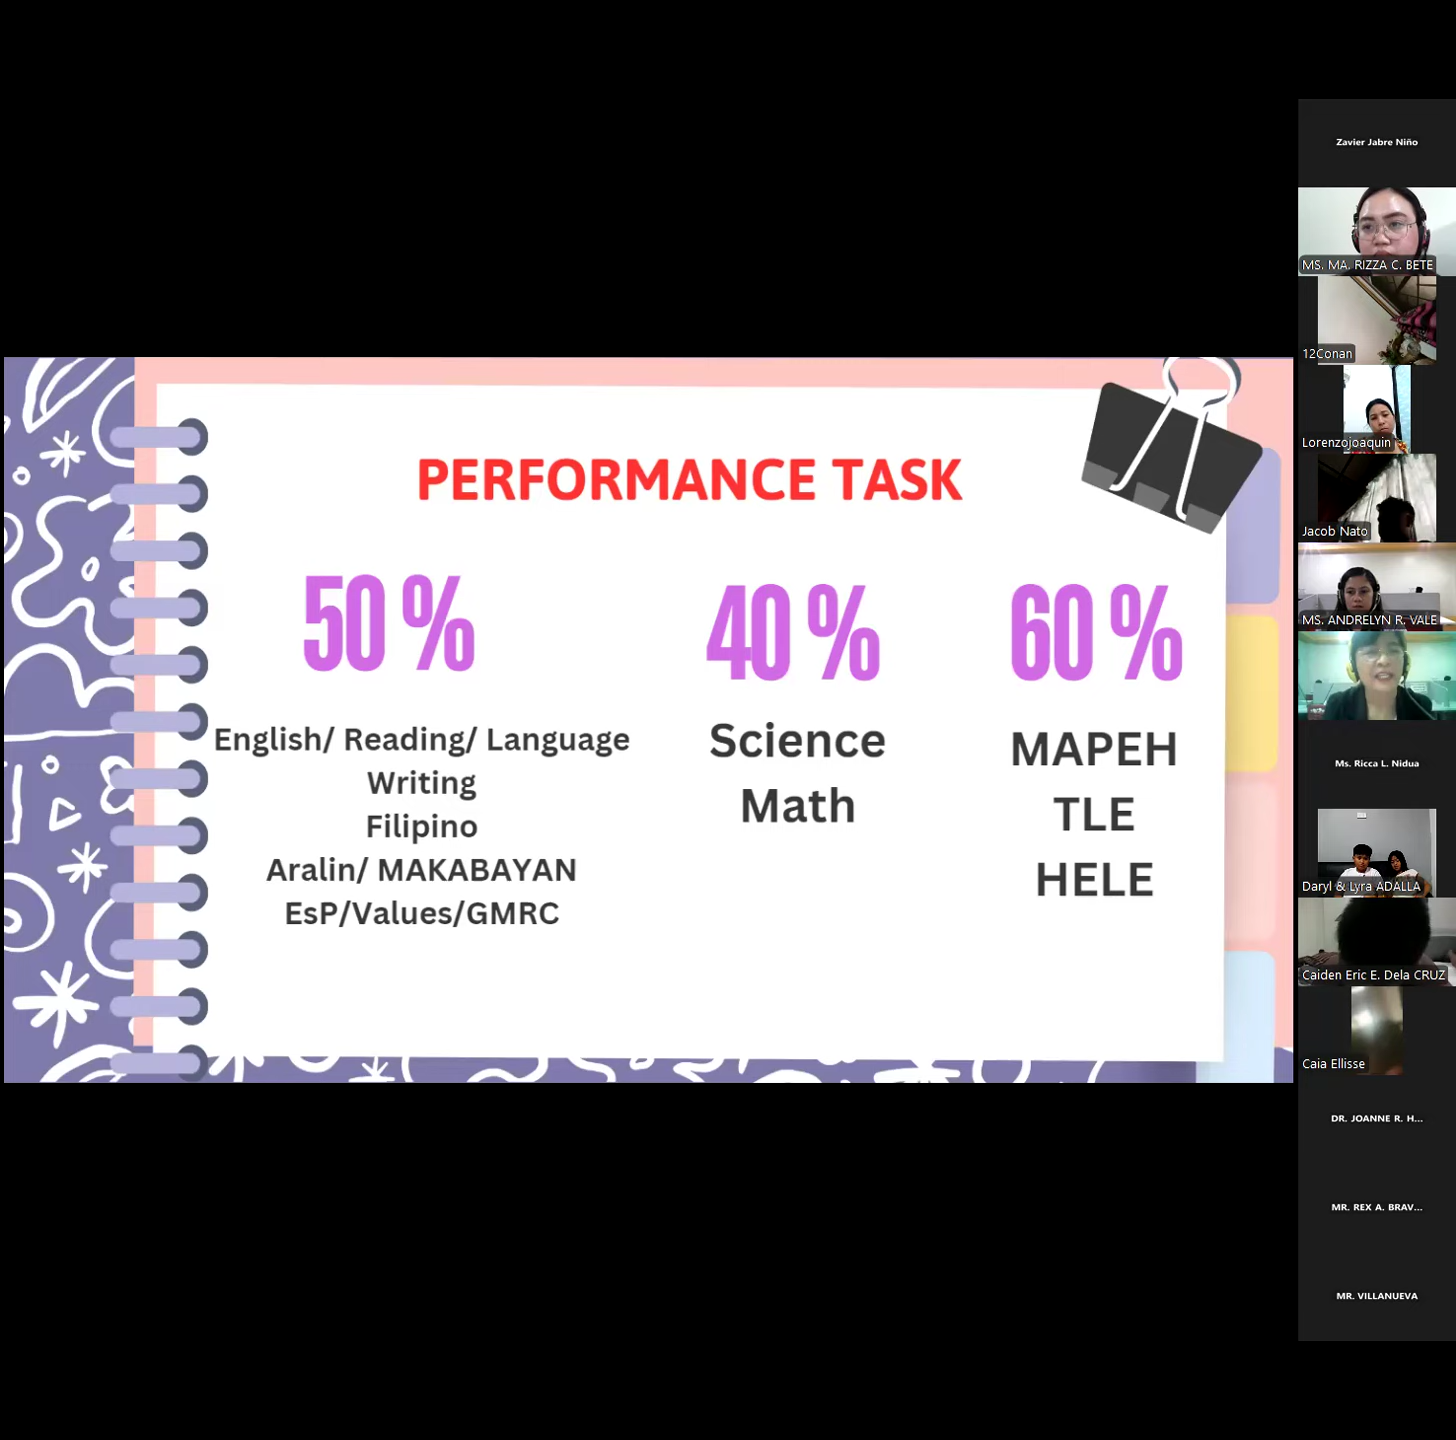 PERFORMANCE TASK
50 %
English/ Reading/ Language
Writing
Filipino
Aralin/ MAKABAYAN
EsP/Values/GMRC
40 %
Science
Math
60 %
MAPEH
TLE
HELE
Zavier Jabre Niño
MS. MA. RIZZA C. BETE
12Conan
Lorenzojoaquin
Jacob Nato
MS. ANDRELYN R. VALE
Ms. Ricca L. Nidua
Daryl & Lyra ADALLA
Caiden Eric E. Dela CRUZ
Caia Ellisse
DR. JOANNE R. H...
MR. REX A. BRAV...
MR. VILLANUEVA